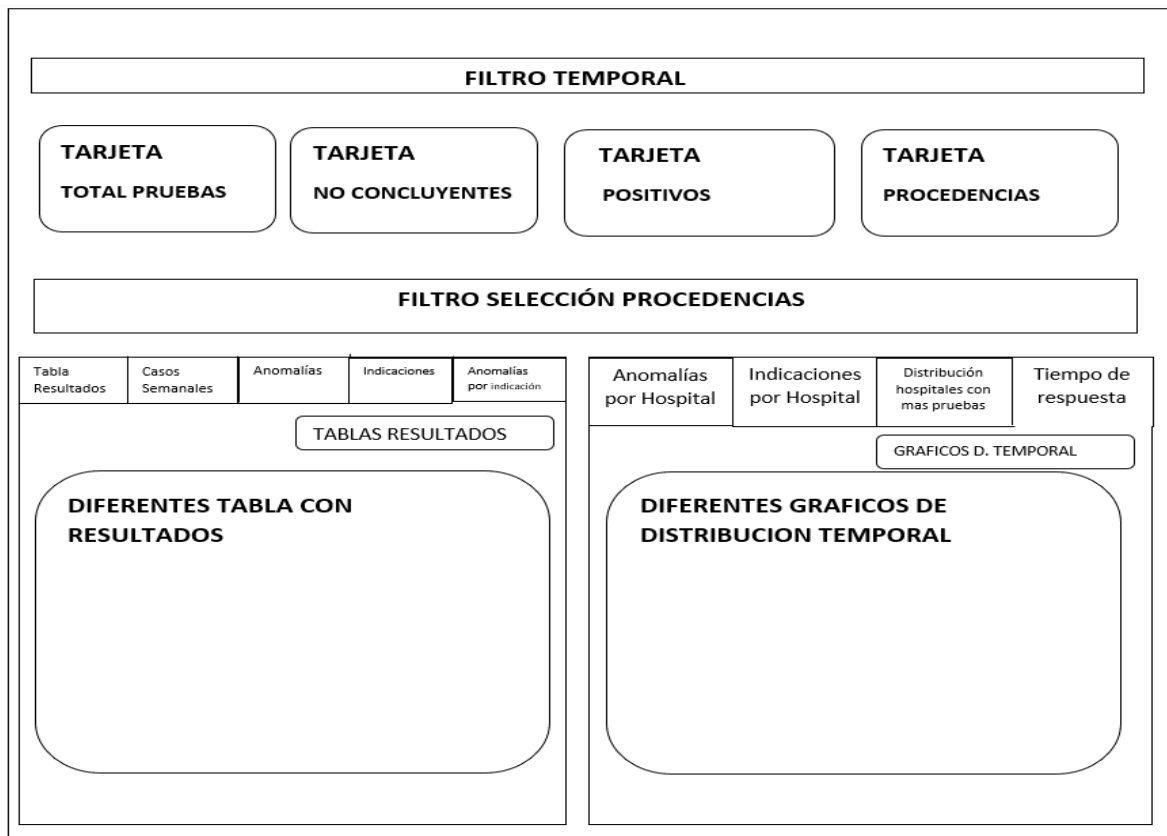 FILTRO TEMPORAL
TARJETA
TOTAL PRUEBAS
TARJETA
NO CONCLUYENTES
TARJETA
POSITIVOS
TARJETA
PROCEDENCIAS
FILTRO SELECCIÓN PROCEDENCIAS
Tabla
Resultados
Casos
Semanales
Anomalías
Indicaciones
Anomalías
por indicación
TABLAS RESULTADOS
DIFERENTES TABLA CON
RESULTADOS
Anomalías
por Hospital
Indicaciones
por Hospital
Distribución
hospitales con
mas pruebas
Tiempo de
respuesta
GRAFICOS D. TEMPORAL
DIFERENTES GRAFICOS DE
DISTRIBUCION TEMPORAL